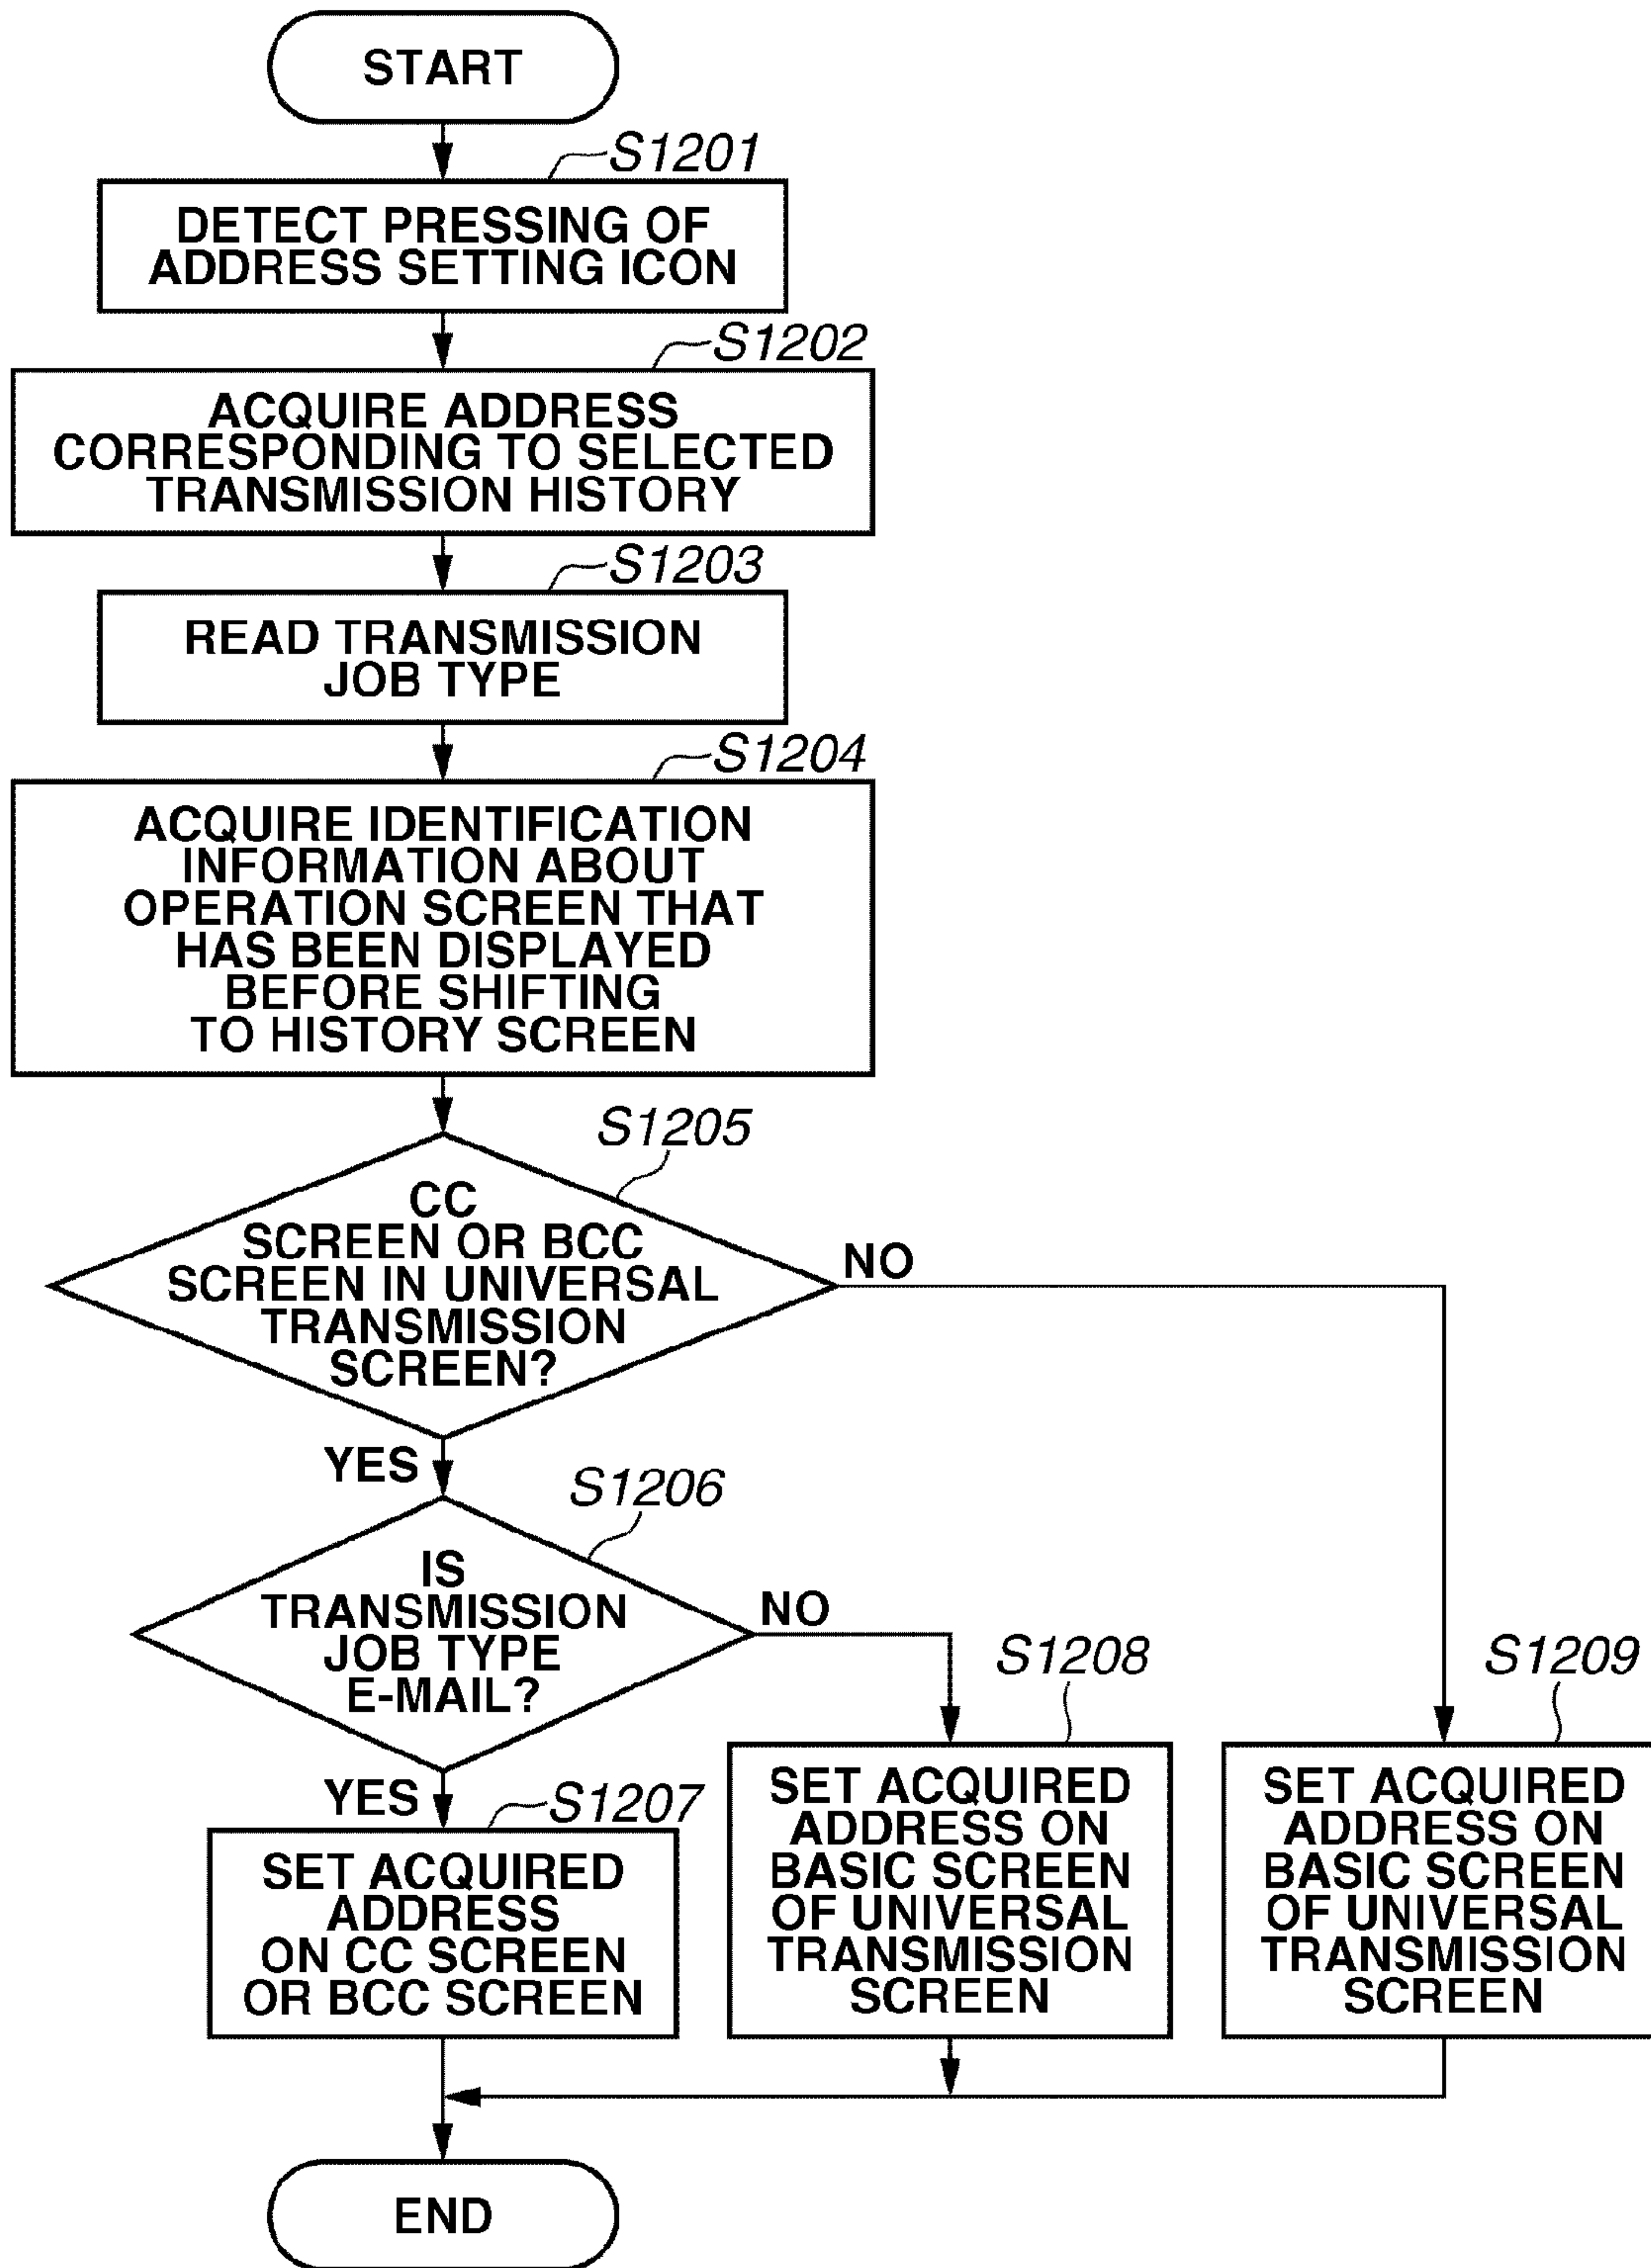 START
S1201
DETECT PRESSING OF
ADDRESS SETTING ICON
S1202
ACQUIRE ADDRESS
CORRESPONDING TO SELECTED
TRANSMISSION HISTORY
S1203
READ TRANSMISSION
JOB TYPE
S1204
ACQUIRE IDENTIFICATION
INFORMATION ABOUT
OPERATION SCREEN THAT
HAS BEEN DISPLAYED
BEFORE SHIFTING
TO HISTORY SCREEN
S1205
CC
SCREEN OR BCC
SCREEN IN UNIVERSAL
TRANSMISSION
SCREEN?
NO
YES
S1206
IS
TRANSMISSION
JOB TYPE
E-MAIL?
NO
YES
S1207
SET ACQUIRED
ADDRESS
ON CC SCREEN
OR BCC SCREEN
S1208
SET ACQUIRED
ADDRESS ON
BASIC SCREEN
OF UNIVERSAL
TRANSMISSION
SCREEN
S1209
SET ACQUIRED
ADDRESS ON
BASIC SCREEN
OF UNIVERSAL
TRANSMISSION
SCREEN
END